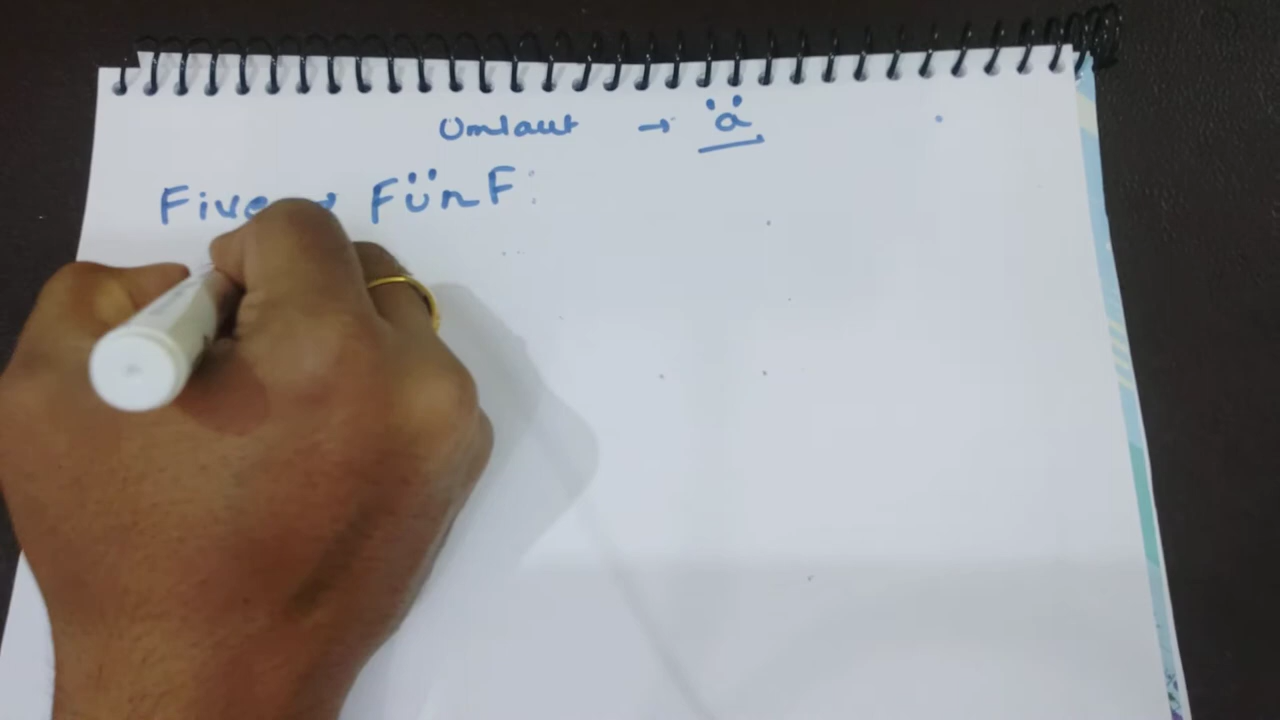 Umlaut → ä
Five → FünF